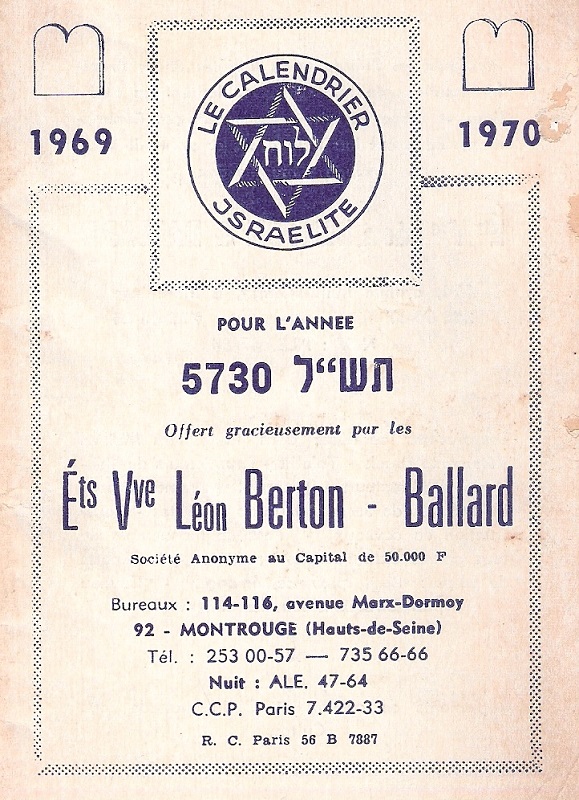 1969
1970
LE CALENDRIER
לוח
JSRAELITE
POUR L'ANNEE
5730 תש"ל
Offert gracieusement par les
Éts Vve Léon Berton - Ballard
Société Anonyme au Capital de 50.000 F
Bureaux : 114-116, avenue Marx-Dormoy
92 - MONTROUGE (Hauts-de-Seine)
Tél. : 253 00-57 — 735 66-66
Nuit : ALE. 47-64
C.C.P. Paris 7.422-33
R. C. Paris 56 B 7887